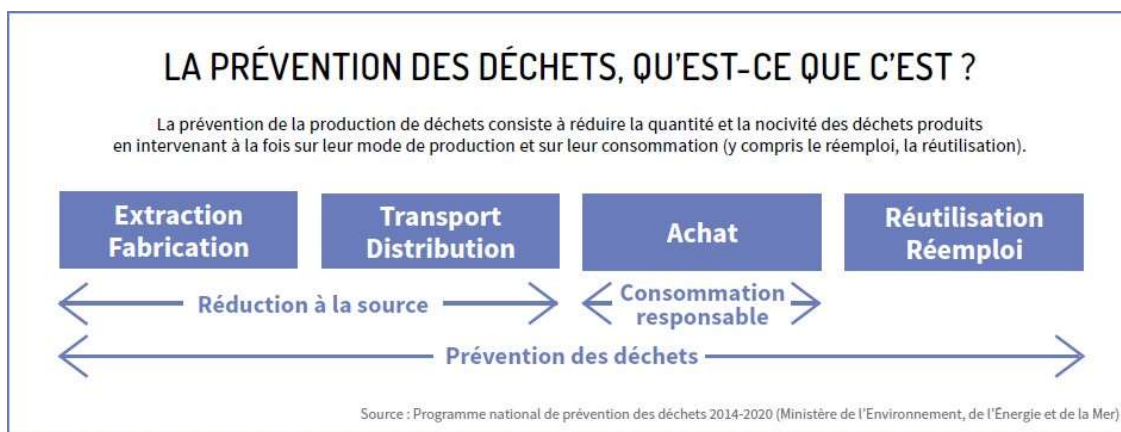 LA PRÉVENTION DES DÉCHETS, QU'EST-CE QUE C'EST ?
La prévention de la production de déchets consiste à réduire la quantité et la nocivité des déchets produits
en intervenant à la fois sur leur mode de production et sur leur consommation (y compris le réemploi, la réutilisation).
Extraction
Fabrication
Transport
Distribution
Achat
Réutilisation
Réemploi
Réduction à la source
Consommation
responsable
Prévention des déchets
Source : Programme national de prévention des déchets 2014-2020 (Ministère de l'Environnement, de l'Énergie et de la Mer)